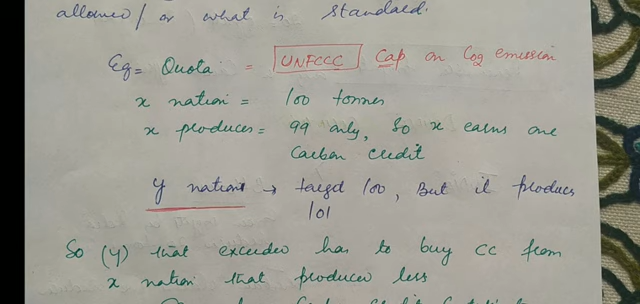 allowed / or what is standard.
Eg = Quota = UNFCCC Cap on CO2 emission
x nation = 100 tonnes
x produces = 99 only, So x earns one
Carbon credit
y nation → target 100, But it produces
101
So (y) that exceeded has to buy CC from
x nation that produced less